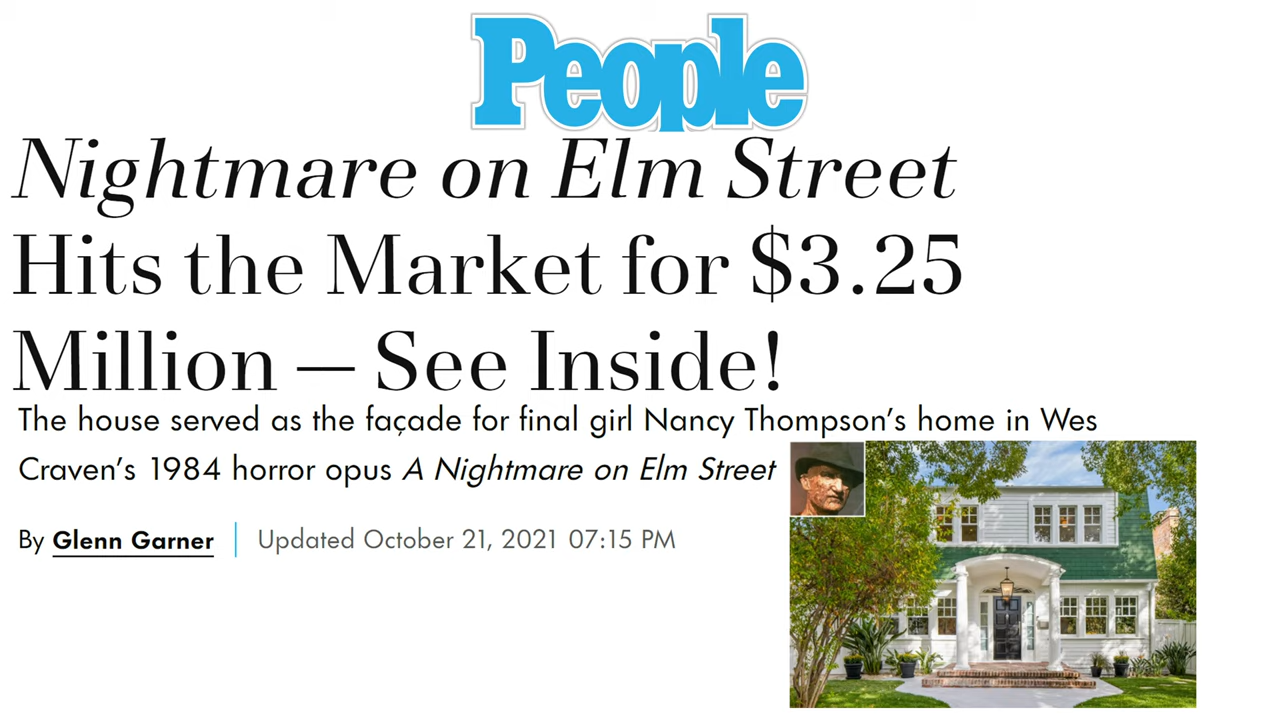 People
Nightmare on Elm Street
Hits the Market for $3.25
Million — See Inside!
The house served as the façade for final girl Nancy Thompson's home in Wes
Craven's 1984 horror opus A Nightmare on Elm Street
By Glenn Garner | Updated October 21, 2021 07:15 PM